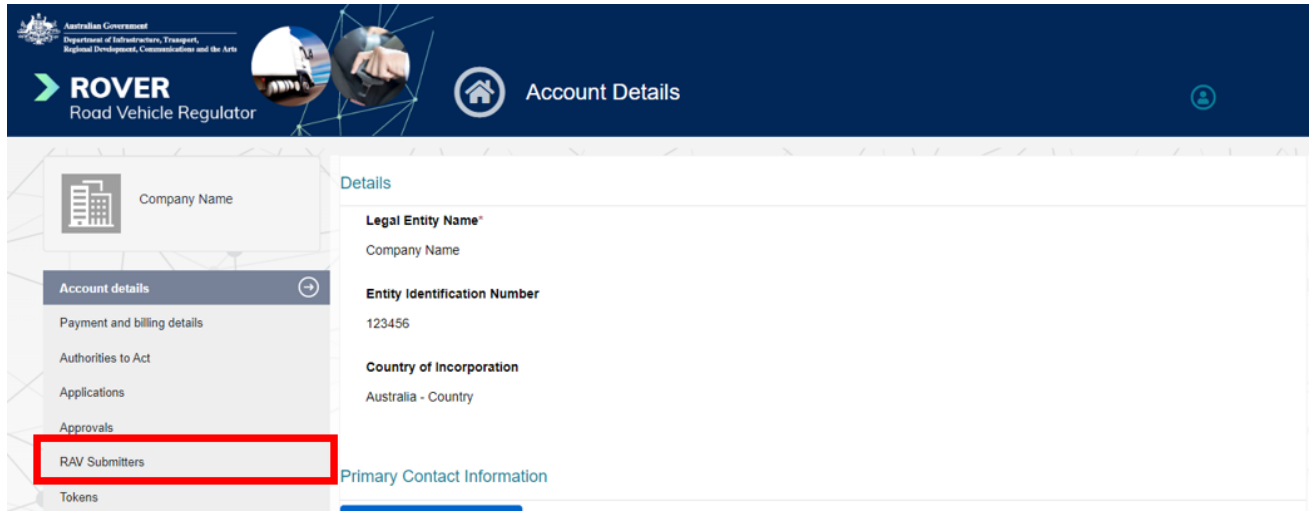 Australian Government
Department of Infrastructure, Transport,
Regional Development, Communications and the Arts
ROVER
Road Vehicle Regulator
Account Details
Company Name
Account details
Payment and billing details
Authorities to Act
Applications
Approvals
RAV Submitters
Tokens
Details
Legal Entity Name*
Company Name
Entity Identification Number
123456
Country of Incorporation
Australia - Country
Primary Contact Information